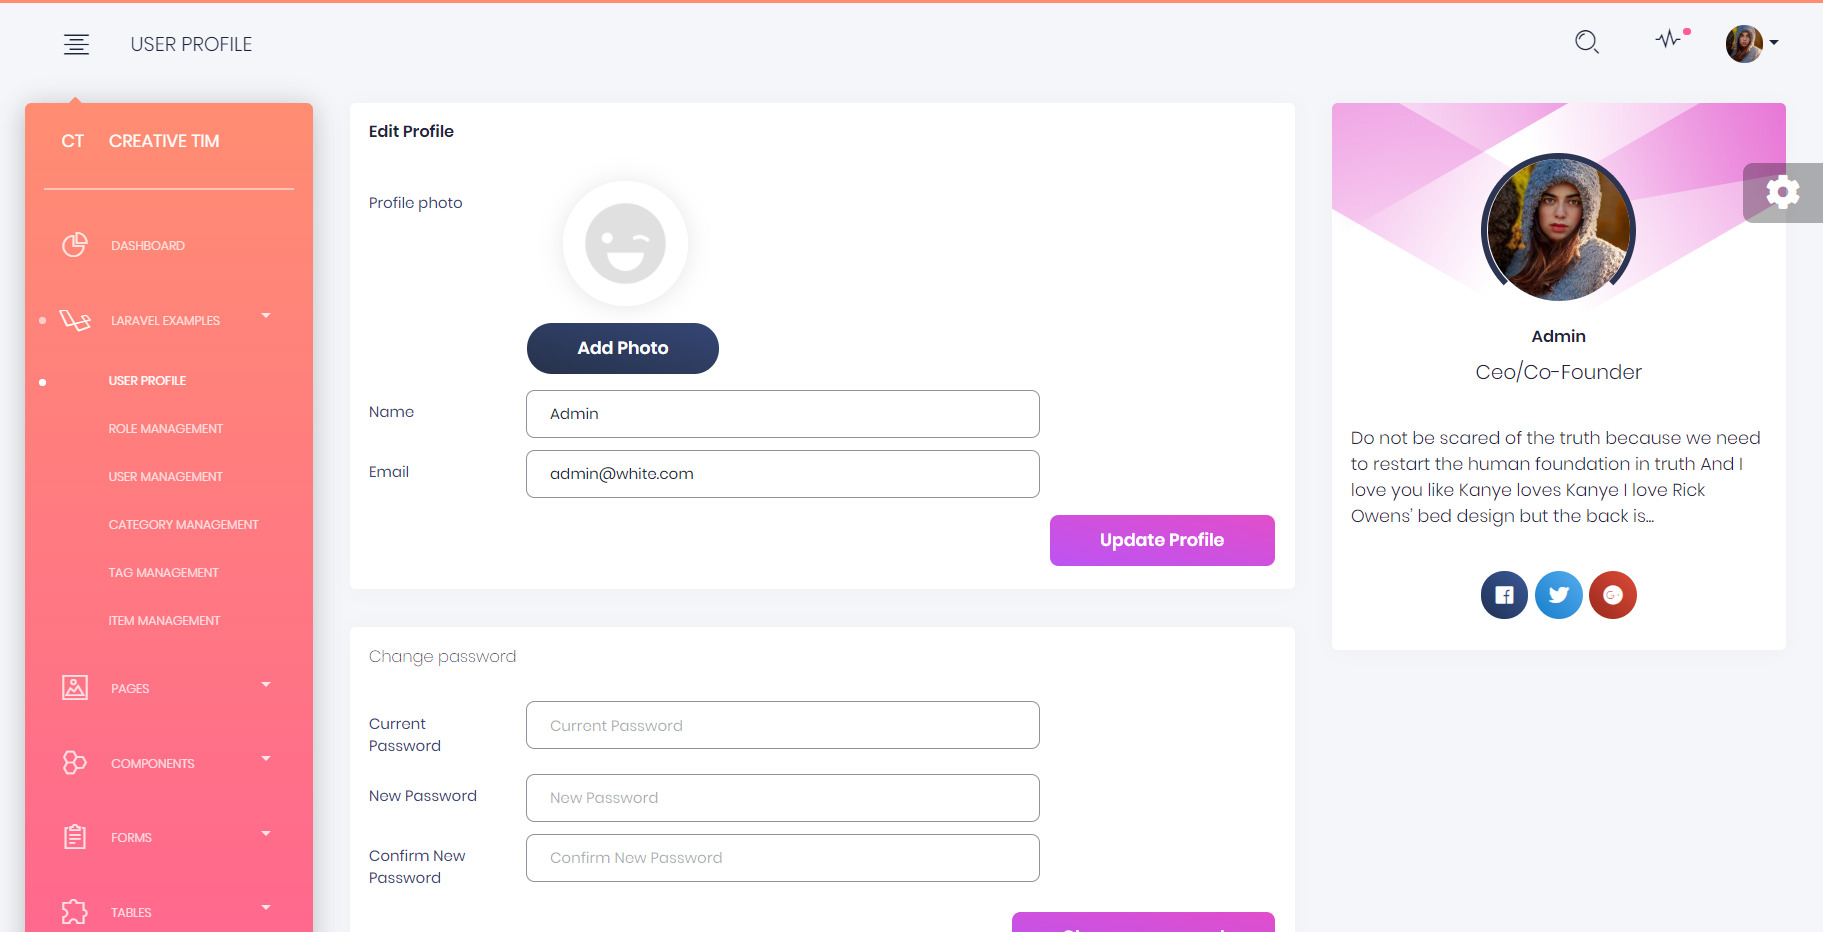 USER PROFILE
CT CREATIVE TIM
DASHBOARD
LARAVEL EXAMPLES
USER PROFILE
ROLE MANAGEMENT
USER MANAGEMENT
CATEGORY MANAGEMENT
TAG MANAGEMENT
ITEM MANAGEMENT
PAGES
COMPONENTS
FORMS
TABLES
Edit Profile
Profile photo
Add Photo
Name
Admin
Email
admin@white.com
Update Profile
Change password
Current
Password
Current Password
New Password
New Password
Confirm New
Password
Confirm New Password
Admin
Ceo/Co-Founder
Do not be scared of the truth because we need
to restart the human foundation in truth And I
love you like Kanye loves Kanye I love Rick
Owens’ bed design but the back is...